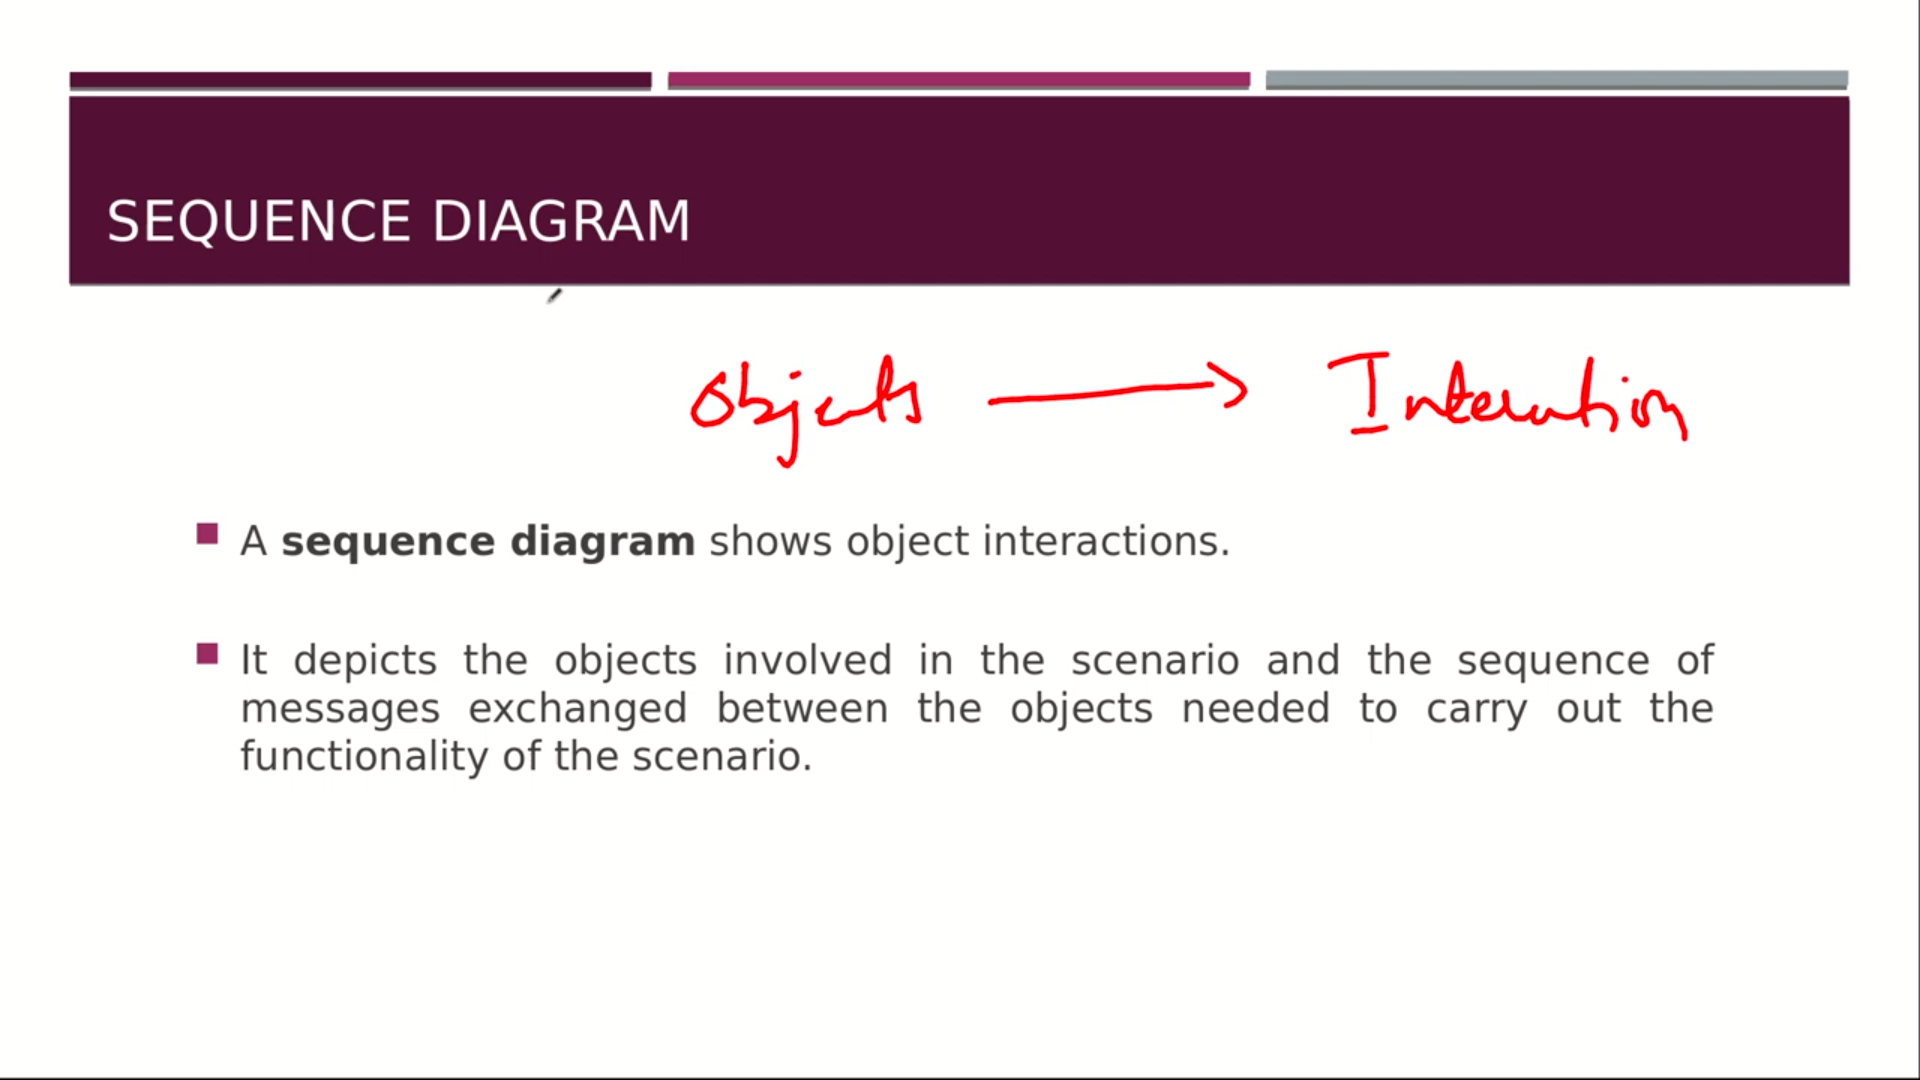 SEQUENCE DIAGRAM
Objects → Interaction
■ A sequence diagram shows object interactions.
■ It depicts the objects involved in the scenario and the sequence of
messages exchanged between the objects needed to carry out the
functionality of the scenario.